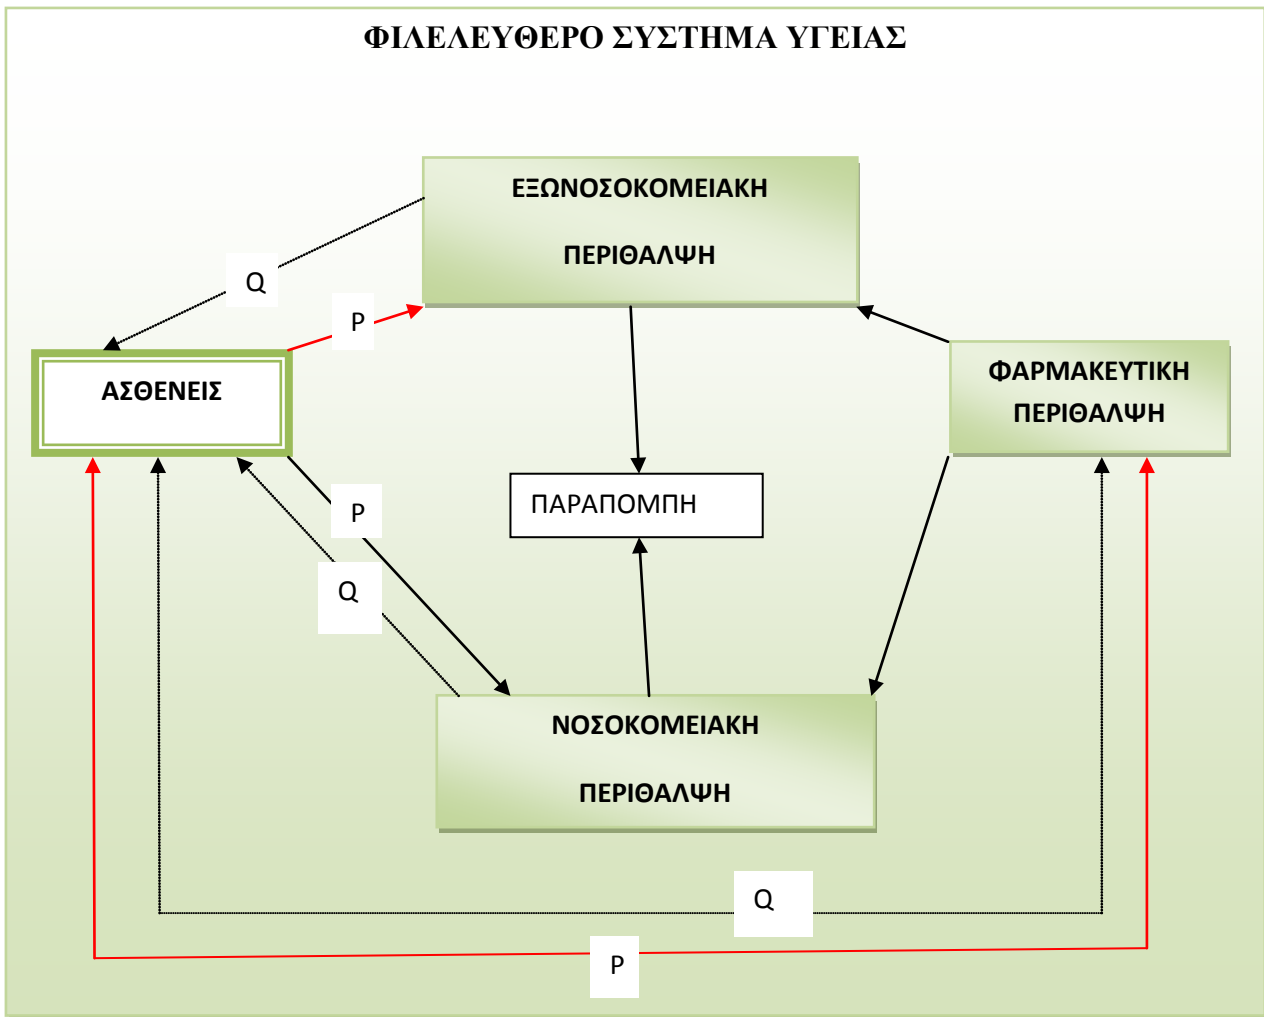 ΦΙΛΕΛΕΥΘΕΡΟ ΣΥΣΤΗΜΑ ΥΓΕΙΑΣ
ΕΞΩΝΟΣΟΚΟΜΕΙΑΚΗ
ΠΕΡΙΘΑΛΨΗ
Q
P
ΑΣΘΕΝΕΙΣ
ΦΑΡΜΑΚΕΥΤΙΚΗ
ΠΕΡΙΘΑΛΨΗ
ΠΑΡΑΠΟΜΠΗ
P
Q
ΝΟΣΟΚΟΜΕΙΑΚΗ
ΠΕΡΙΘΑΛΨΗ
Q
P